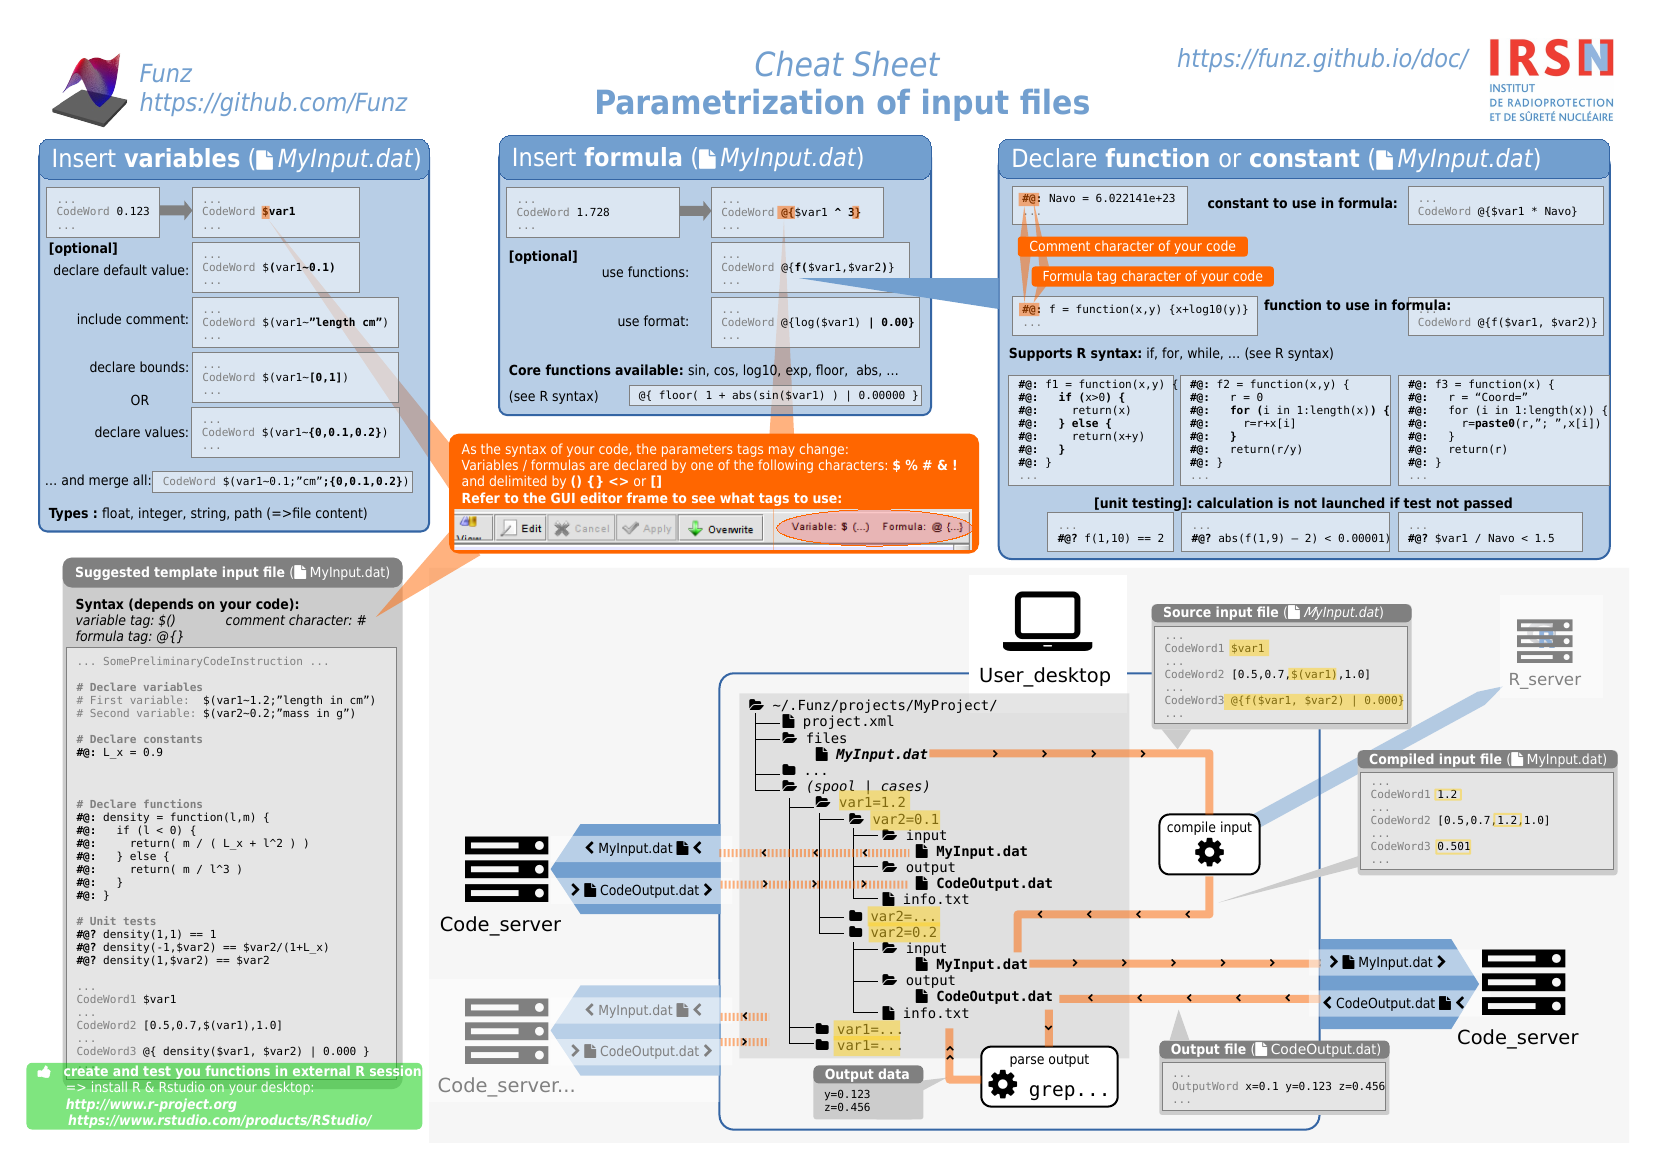 Funz
https://github.com/Funz
Cheat Sheet
Parametrization of input files
https://funz.github.io/doc/
IRSN
INSTITUT
DE RADIOPROTECTION
ET DE SÛRETÉ NUCLÉAIRE
Insert variables (MyInput.dat)
...
CodeWord 0.123
...
...
CodeWord $var1
...
[optional]
declare default value:
...
CodeWord $(var1~0.1)
...
include comment:
...
CodeWord $(var1~”length cm”)
...
declare bounds:
...
CodeWord $(var1~[0,1])
...
OR
declare values:
...
CodeWord $(var1~{0,0.1,0.2})
...
... and merge all:
CodeWord $(var1~0.1;”cm”;{0,0.1,0.2})
Types : float, integer, string, path (=>file content)
Insert formula (MyInput.dat)
...
CodeWord 1.728
...
...
CodeWord @{$var1 ^ 3}
...
[optional]
use functions:
...
CodeWord @{f($var1,$var2)}
...
use format:
...
CodeWord @{log($var1) | 0.00}
...
Core functions available: sin, cos, log10, exp, floor, abs, ...
(see R syntax)
@{ floor( 1 + abs(sin($var1) ) | 0.00000 }
Declare function or constant (MyInput.dat)
#@: Navo = 6.022141e+23
...
constant to use in formula:
...
CodeWord @{$var1 * Navo}
Comment character of your code
Formula tag character of your code
#@: f = function(x,y) {x+log10(y)}
...
function to use in formula:
...
CodeWord @{f($var1, $var2)}
Supports R syntax: if, for, while, ... (see R syntax)
#@: f1 = function(x,y) {
#@: if (x>0) {
#@: return(x)
#@: } else {
#@: return(x+y)
#@: }
#@: }
#@: f2 = function(x,y) {
#@: r = 0
#@: for (i in 1:length(x)) {
#@: r=r+x[i]
#@: }
#@: return(r/y)
#@: }
#@: f3 = function(x) {
#@: r = “Coord=”
#@: for (i in 1:length(x)) {
#@: r=paste0(r,”; ”,x[i])
#@: }
#@: return(r)
#@: }
[unit testing]: calculation is not launched if test not passed
...
#@? f(1,10) == 2
...
#@? abs(f(1,9) – 2) < 0.00001)
...
#@? $var1 / Navo < 1.5
As the syntax of your code, the parameters tags may change:
Variables / formulas are declared by one of the following characters: $ % # & !
and delimited by () {} <> or []
Refer to the GUI editor frame to see what tags to use:
View
Edit
Cancel
Apply
Overwrite
Variable: $ (...) Formula: @ {...}
Suggested template input file (MyInput.dat)
Syntax (depends on your code):
variable tag: $() comment character: #
formula tag: @{}
... SomePreliminaryCodeInstruction ...
# Declare variables
# First variable: $(var1~1.2;”length in cm”)
# Second variable: $(var2~0.2;”mass in g”)
# Declare constants
#@: L_x = 0.9
# Declare functions
#@: density = function(l,m) {
#@: if (l < 0) {
#@: return( m / ( L_x + l^2 ) )
#@: } else {
#@: return( m / l^3 )
#@: }
#@: }
# Unit tests
#@? density(1,1) == 1
#@? density(-1,$var2) == $var2/(1+L_x)
#@? density(1,$var2) == $var2
...
CodeWord1 $var1
...
CodeWord2 [0.5,0.7,$(var1),1.0]
...
CodeWord3 @{ density($var1, $var2) | 0.000 }
create and test you functions in external R session
=> install R & Rstudio on your desktop:
http://www.r-project.org
https://www.rstudio.com/products/RStudio/
User_desktop
~/.Funz/projects/MyProject/
project.xml
files
MyInput.dat
...
(spool | cases)
var1=1.2
var2=0.1
input
MyInput.dat
output
CodeOutput.dat
info.txt
var2=...
var2=0.2
input
MyInput.dat
output
CodeOutput.dat
info.txt
var1=...
var1=...
Code_server
MyInput.dat
CodeOutput.dat
Code_server...
MyInput.dat
CodeOutput.dat
Source input file (MyInput.dat)
...
CodeWord1 $var1
...
CodeWord2 [0.5,0.7,$(var1),1.0]
...
CodeWord3 @{f($var1, $var2) | 0.000}
...
R_server
Compiled input file (MyInput.dat)
...
CodeWord1 1.2
...
CodeWord2 [0.5,0.7,1.2,1.0]
...
CodeWord3 0.501
...
compile input
MyInput.dat
CodeOutput.dat
Code_server
parse output
grep...
Output data
y=0.123
z=0.456
Output file (CodeOutput.dat)
...
OutputWord x=0.1 y=0.123 z=0.456
...